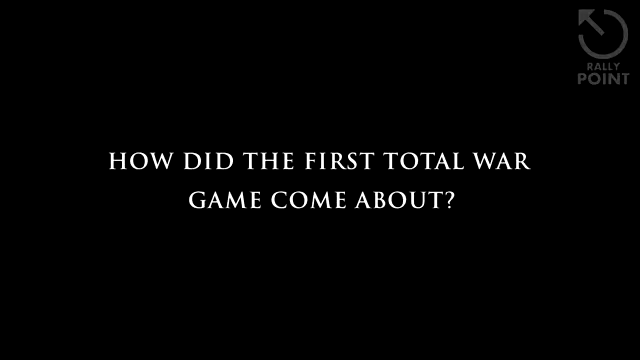 RALLY
POINT
HOW DID THE FIRST TOTAL WAR
GAME COME ABOUT?